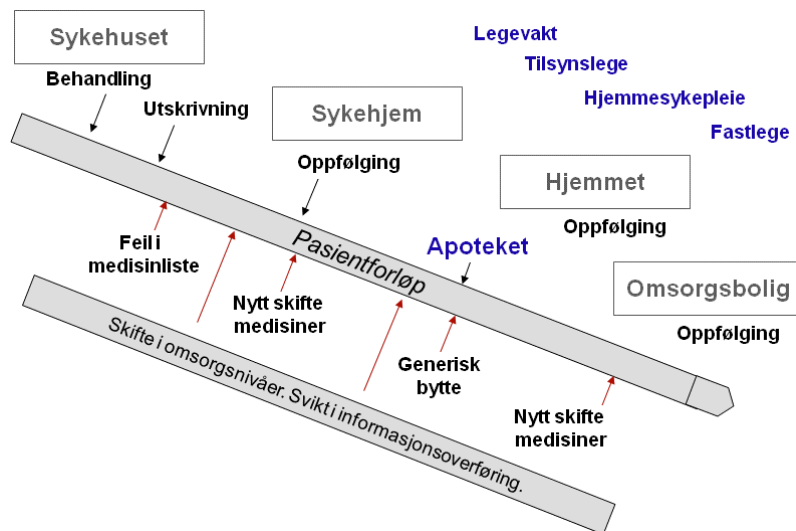 Sykehuset
Behandling
Utskrivning
Sykehjem
Oppfølging
Legevakt
Tilsynslege
Hjemmesykepleie
Fastlege
Hjemmet
Oppfølging
Omsorgsbolig
Oppfølging
Apoteket
Pasientforløp
Feil i
medisinliste
Nytt skifte
medisiner
Generisk
bytte
Nytt skifte
medisiner
Skifte i omsorgsnivåer. Svikt i informasjonsoverføring.